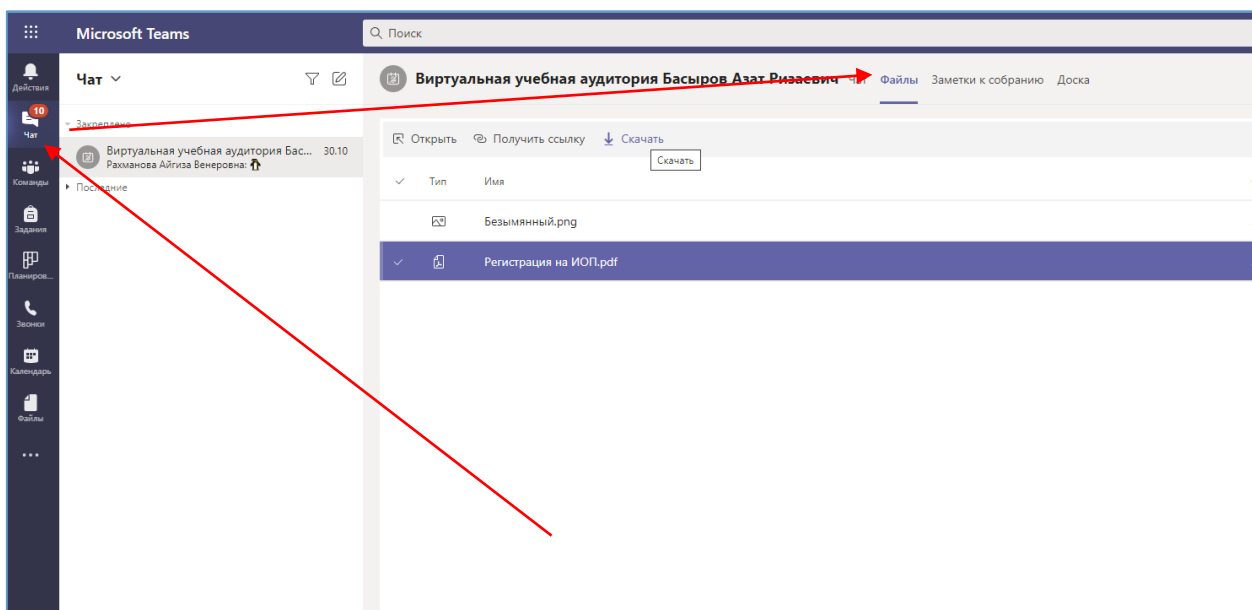 Microsoft Teams
Поиск
Действия
Чат
Виртуальная учебная аудитория Басыров Азат Ризаевич Чат Файлы Заметки к собранию Доска
10
Чат
Закреплено
Открыть Получить ссылку Скачать
Виртуальная учебная аудитория Бас... 30.10
Рахманова Айгиза Венеровна:
Скачать
Команды
Последние
Тип Имя
Безымянный.png
Задания
Регистрация на ИОП.pdf
Планиров...
Звонки
Календарь
Файлы